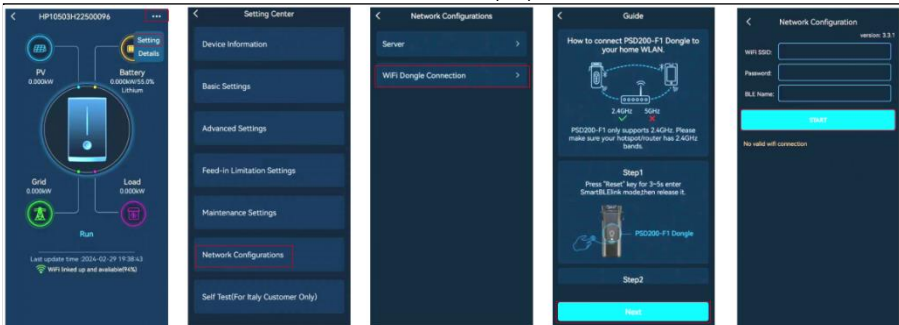 HP10503H22500096
Setting
Details
PV
0.000kW
Battery
0.000kW/55.0%
Lithium
Grid
0.000kW
Load
0.000kW
Run
Last update time :2024-02-29 19:38:43
WiFi linked up and available(94%)
Setting Center
Device Information
Basic Settings
Advanced Settings
Feed-in Limitation Settings
Maintenance Settings
Network Configurations
Self Test(For Italy Customer Only)
Network Configurations
Server
WiFi Dongle Connection
Guide
How to connect PSD200-F1 Dongle to
your home WLAN.
2.4GHz 5GHz
PSD200-F1 only supports 2.4GHz. Please
make sure your hotspot/router has 2.4GHz
bands.
Step1
Press "Reset" key for 3~5s enter
SmartBLElink mode,then release it.
PSD200-F1 Dongle
Step2
Next
Network Configuration
version: 3.3.1
WiFi SSID:
Password:
BLE Name:
START
No valid wifi connection